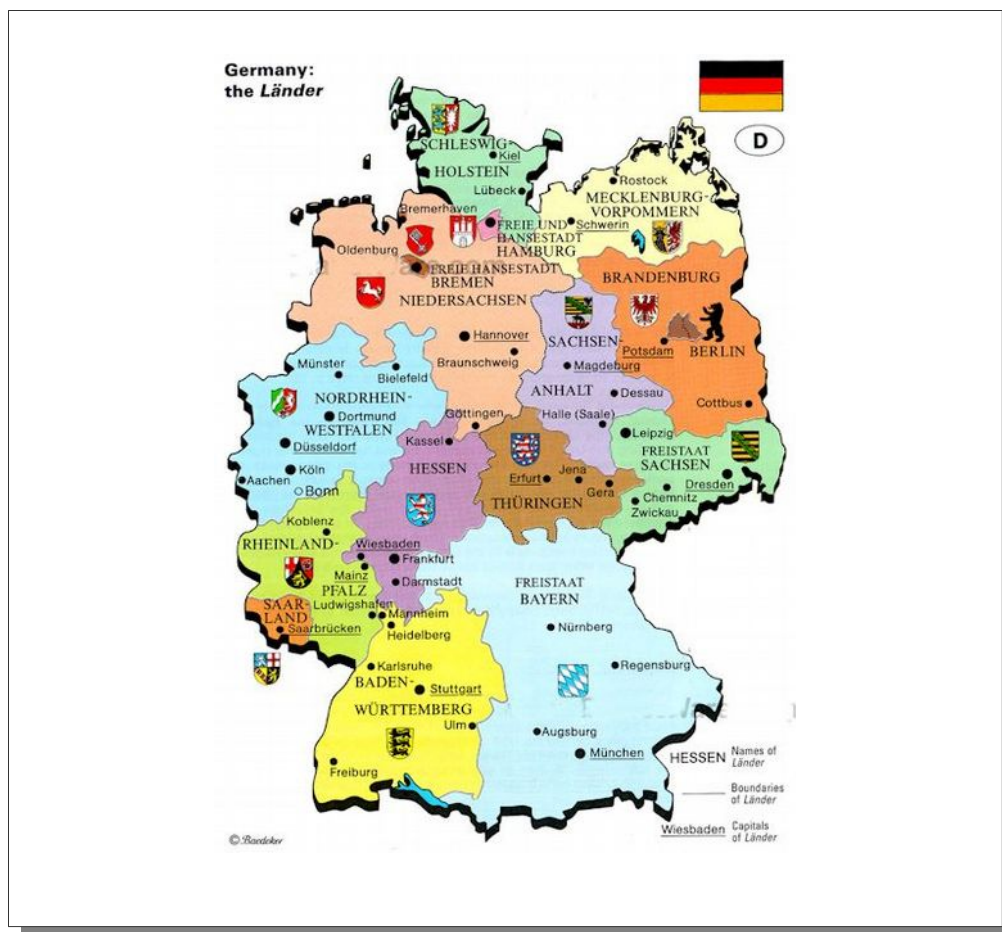 Germany:
the Länder
D
SCHLESWIG-
Kiel
HOLSTEIN
Lübeck
Rostock
MECKLENBURG-
VORPOMMERN
Schwerin
Bremerhaven
FREIE UND
HANSESTADT
HAMBURG
Oldenburg
FREIE HANSESTADT
BREMEN
NIEDERSACHSEN
BRANDENBURG
Hannover
Braunschweig
SACHSEN-
Potsdam
BERLIN
Magdeburg
ANHALT
Dessau
Halle (Saale)
Cottbus
Münster
Bielefeld
NORDRHEIN-
Dortmund
WESTFALEN
Düsseldorf
Göttingen
Kassel
HESSEN
Leipzig
FREISTAAT
SACHSEN
Dresden
Chemnitz
Zwickau
Köln
Aachen
Bonn
Erfurt
Jena
Gera
THÜRINGEN
Koblenz
RHEINLAND-
Wiesbaden
Frankfurt
Mainz
PFALZ
Darmstadt
SAAR-
LAND
Ludwigshafen
Mannheim
Saarbrücken
Heidelberg
FREISTAAT
BAYERN
Nürnberg
Karlsruhe
Regensburg
BADEN-
Stuttgart
WÜRTTEMBERG
Ulm
Augsburg
München
Freiburg
HESSEN Names of
Länder
Boundaries
of Länder
Wiesbaden Capitals
of Länder
© Baedeker